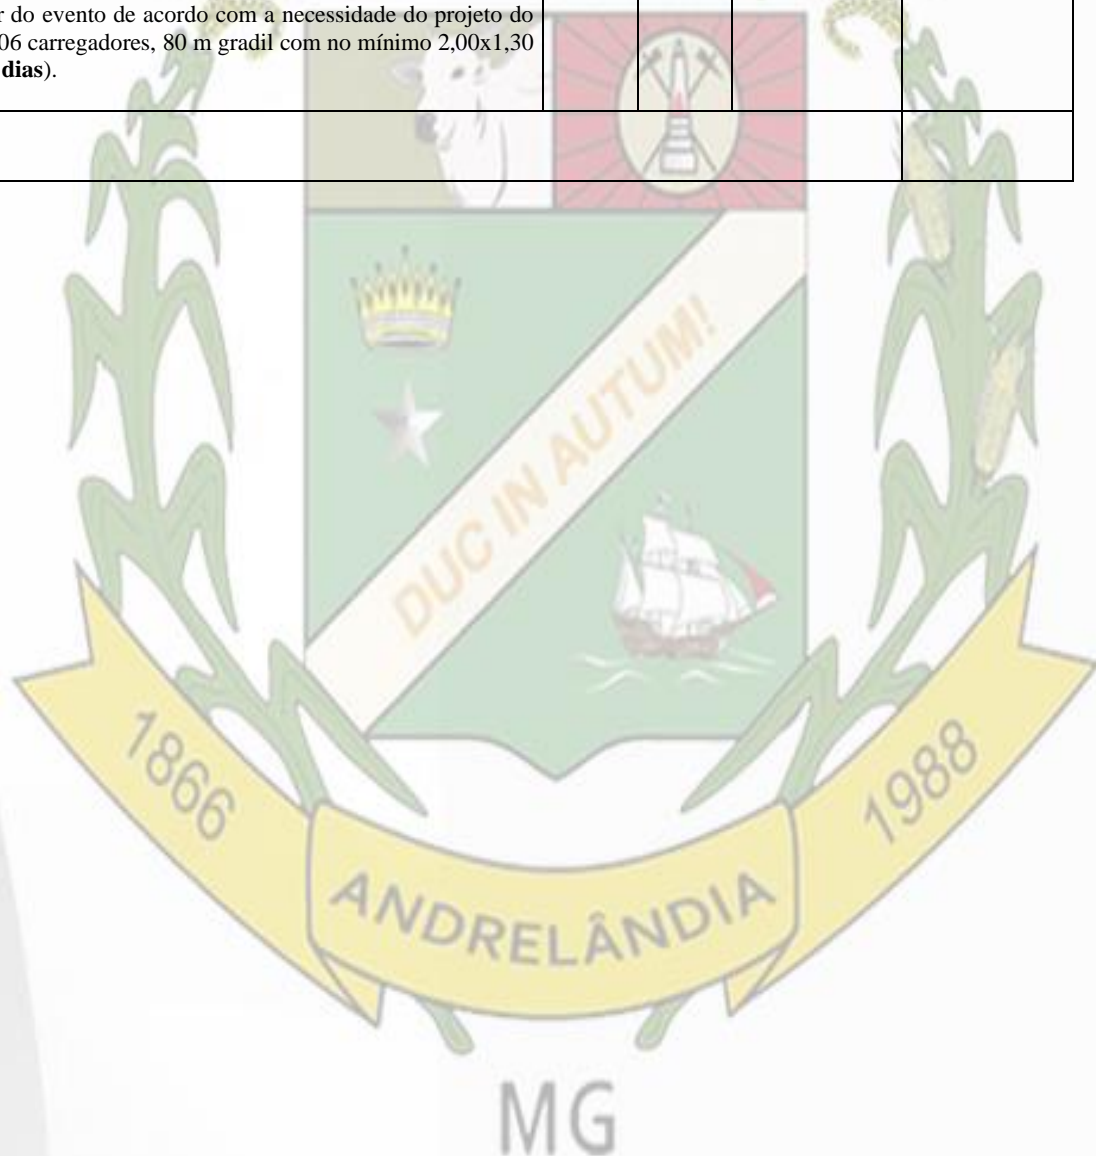 r do evento de acordo com a necessidade do projeto do
06 carregadores, 80 m gradil com no mínimo 2,00x1,30
dias).
DUC IN AUTUM!
1866
ANDRELÂNDIA
1988
MG